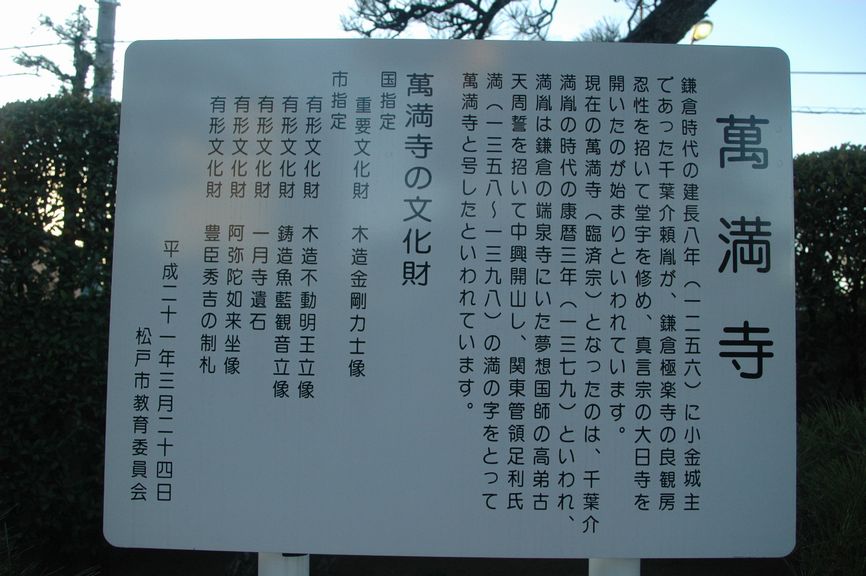 萬満寺
鎌倉時代の建長八年（一二五六）に小金城主
であった千葉介頼胤が、鎌倉極楽寺の良観房
忍性を招いて堂宇を修め、真言宗の大日寺を
開いたのが始まりといわれています。
現在の萬満寺（臨済宗）となったのは、千葉介
満胤の時代の康暦三年（一三七九）といわれ、
満胤は鎌倉の端泉寺にいた夢想国師の高弟古
天周誓を招いて中興開山し、関東管領足利氏
満（一三五八～一三九八）の満の字をとって
萬満寺と号したといわれています。
萬満寺の文化財
国指定
重要文化財　木造金剛力士像
市指定
有形文化財　木造不動明王立像
有形文化財　鋳造魚藍観音立像
有形文化財　一月寺遺石
有形文化財　阿弥陀如来坐像
有形文化財　豊臣秀吉の制札
平成二十一年三月二十四日
松戸市教育委員会